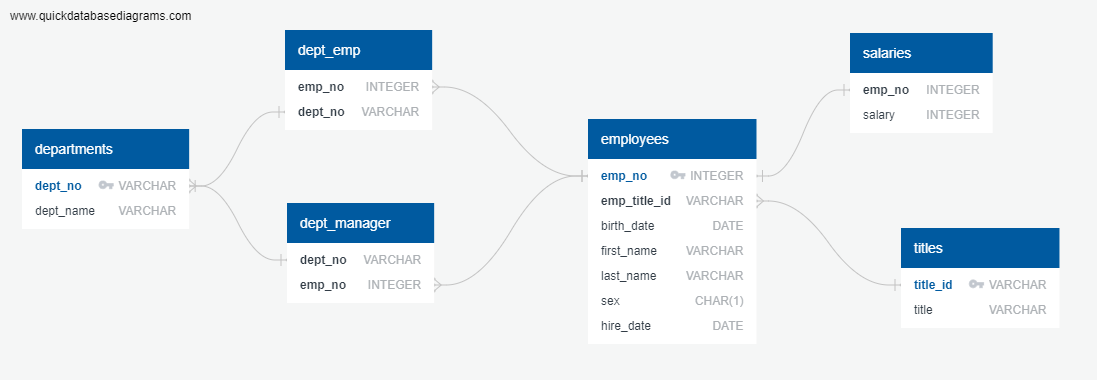 www.quickdatabasediagrams.com
departments
dept_no VARCHAR
dept_name VARCHAR
dept_emp
emp_no INTEGER
dept_no VARCHAR
dept_manager
dept_no VARCHAR
emp_no INTEGER
employees
emp_no INTEGER
emp_title_id VARCHAR
birth_date DATE
first_name VARCHAR
last_name VARCHAR
sex CHAR(1)
hire_date DATE
salaries
emp_no INTEGER
salary INTEGER
titles
title_id VARCHAR
title VARCHAR